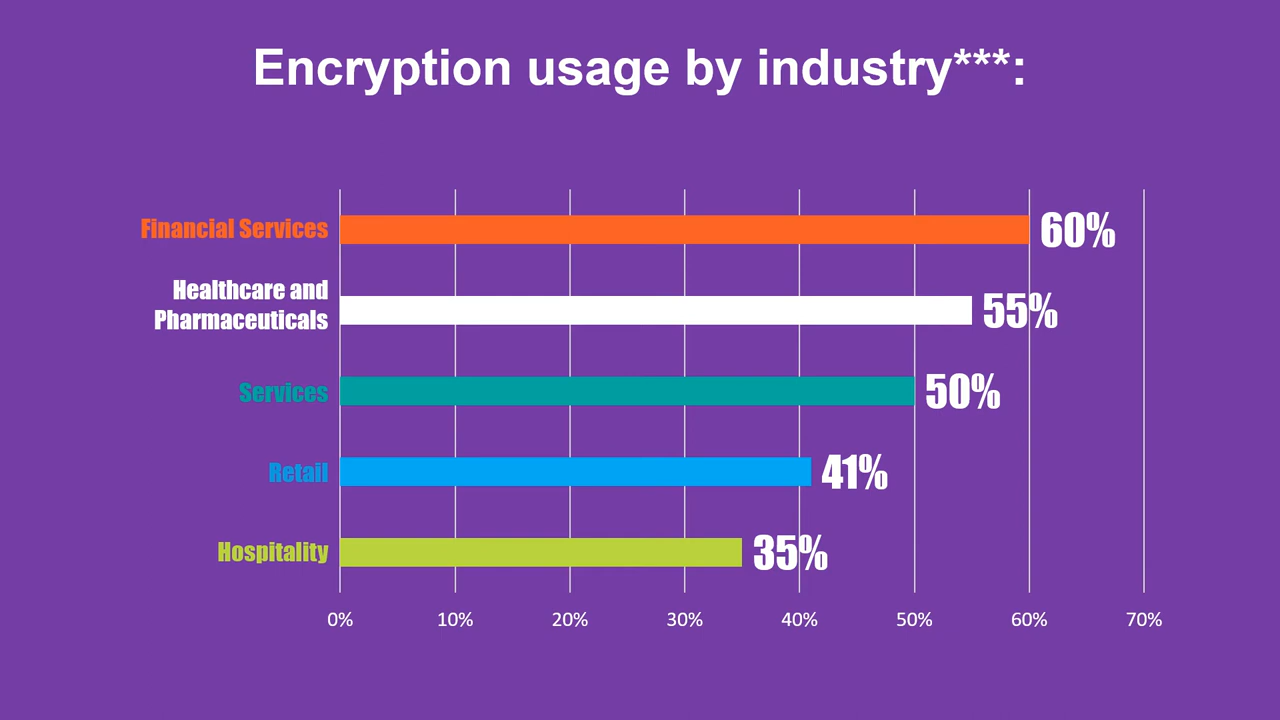 Encryption usage by industry***:
Financial Services
60%
Healthcare and
Pharmaceuticals
55%
Services
50%
Retail
41%
Hospitality
35%
0% 10% 20% 30% 40% 50% 60% 70%